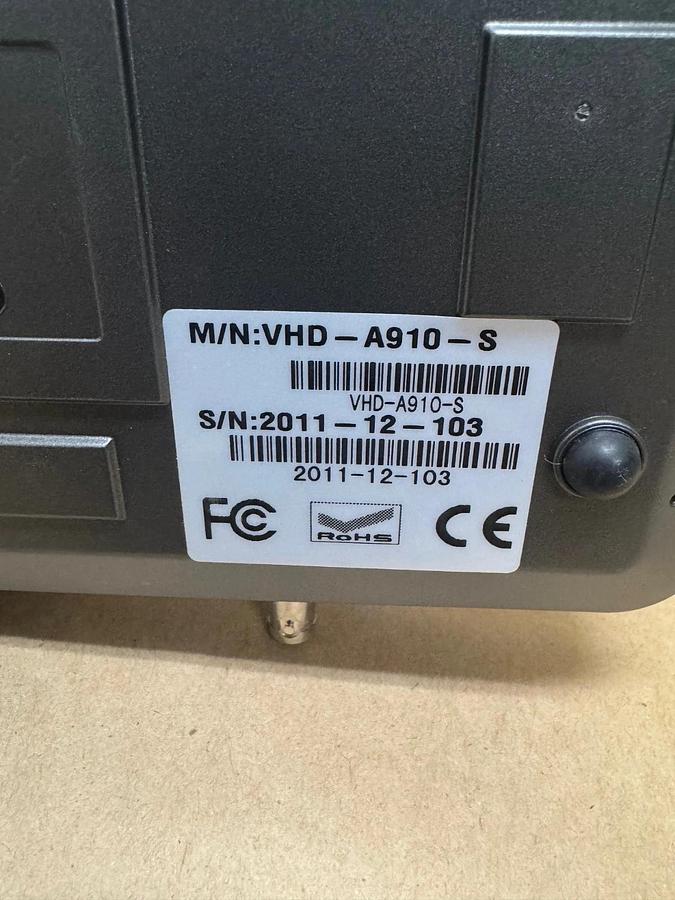 M/N:VHD-A910-S
VHD-A910-S
S/N:2011-12-103
2011-12-103
FC RoHS CE